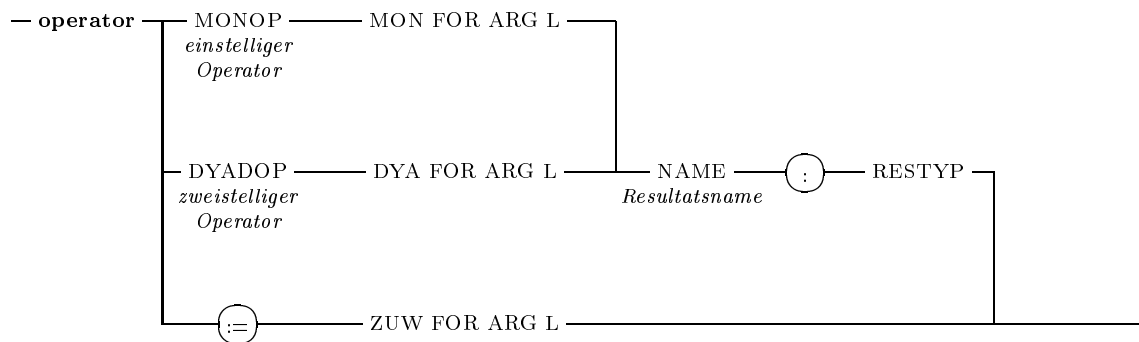 operator MONOP MON FOR ARG L
einstelliger
Operator
DYADOP DYA FOR ARG L NAME : RESTYP
zweistelliger Resultatsname
Operator
:= ZUW FOR ARG L